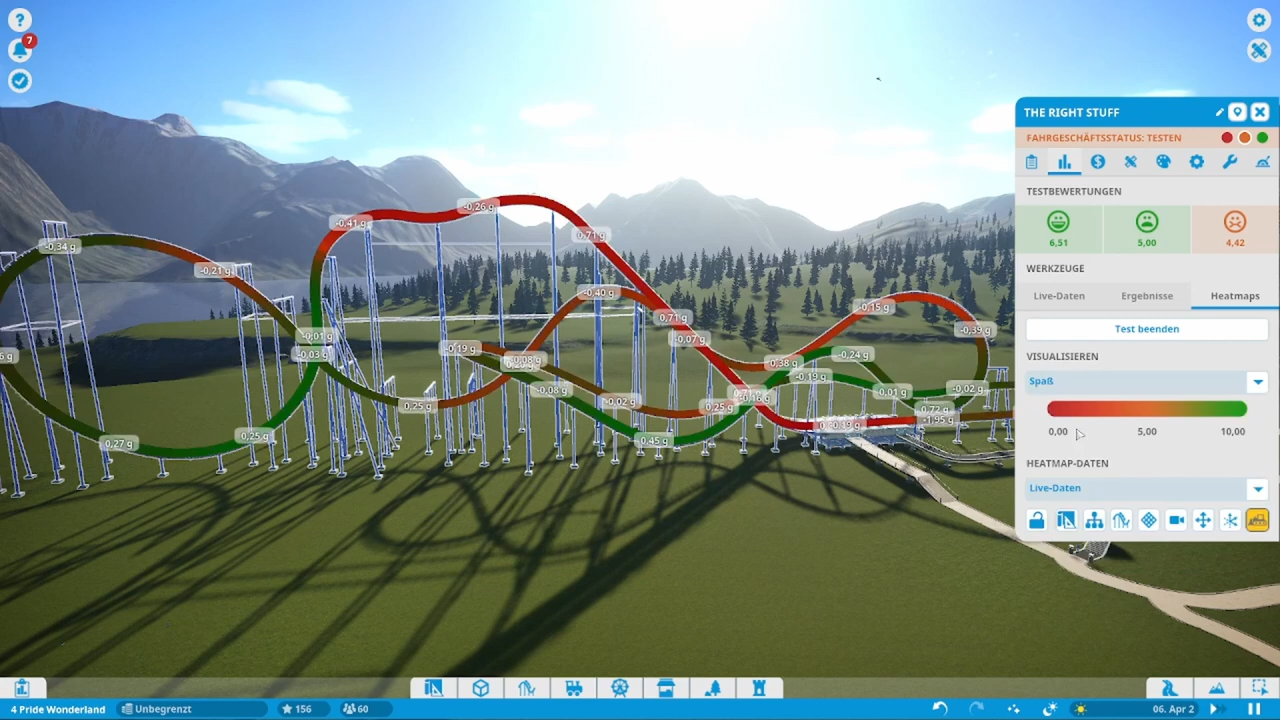 ?
7
THE RIGHT STUFF
FAHRGESCHÄFTSSTATUS: TESTEN
TESTBEWERTUNGEN
6,51 5,00 4,42
WERKZEUGE
Live-Daten Ergebnisse Heatmaps
Test beenden
VISUALISIEREN
Spaß
0,00 5,00 10,00
HEATMAP-DATEN
Live-Daten
-0,41 g
-0,26 g
0,71 g
-0,34 g
-0,21 g
-0,40 g
-0,15 g
0,71 g
-0,39 g
-0,01 g
-0,07 g
-0,03 g
-0,19 g
-0,08 g
-0,24 g
0,38 g
-0,19 g
-0,08 g
-0,02 g
0,01 g
-0,02 g
0,25 g
0,25 g
0,72 g
0,27 g
0,25 g
0,45 g
4 Pride Wonderland Unbegrenzt 156 60 06. Apr 2